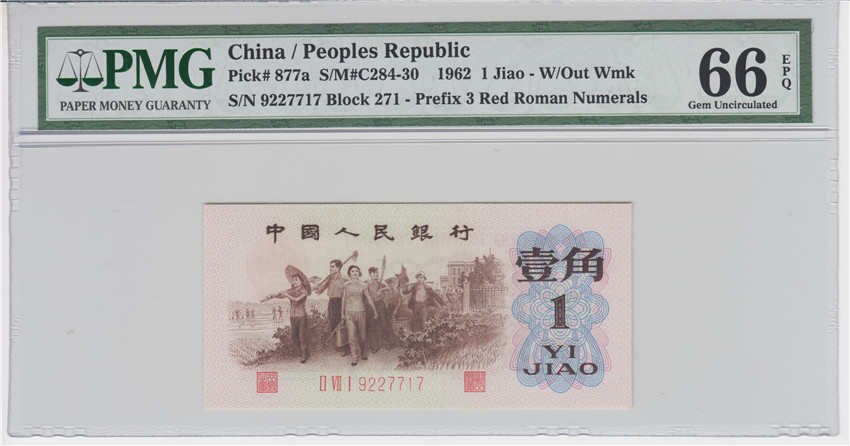 PMG
PAPER MONEY GUARANTY
China / Peoples Republic
Pick# 877a S/M#C284-30 1962 1 Jiao - W/Out Wmk
S/N 9227717 Block 271 - Prefix 3 Red Roman Numerals
66
EPQ
Gem Uncirculated
中國人民銀行
壹角
1
YI
JIAO
II VII I 9227717